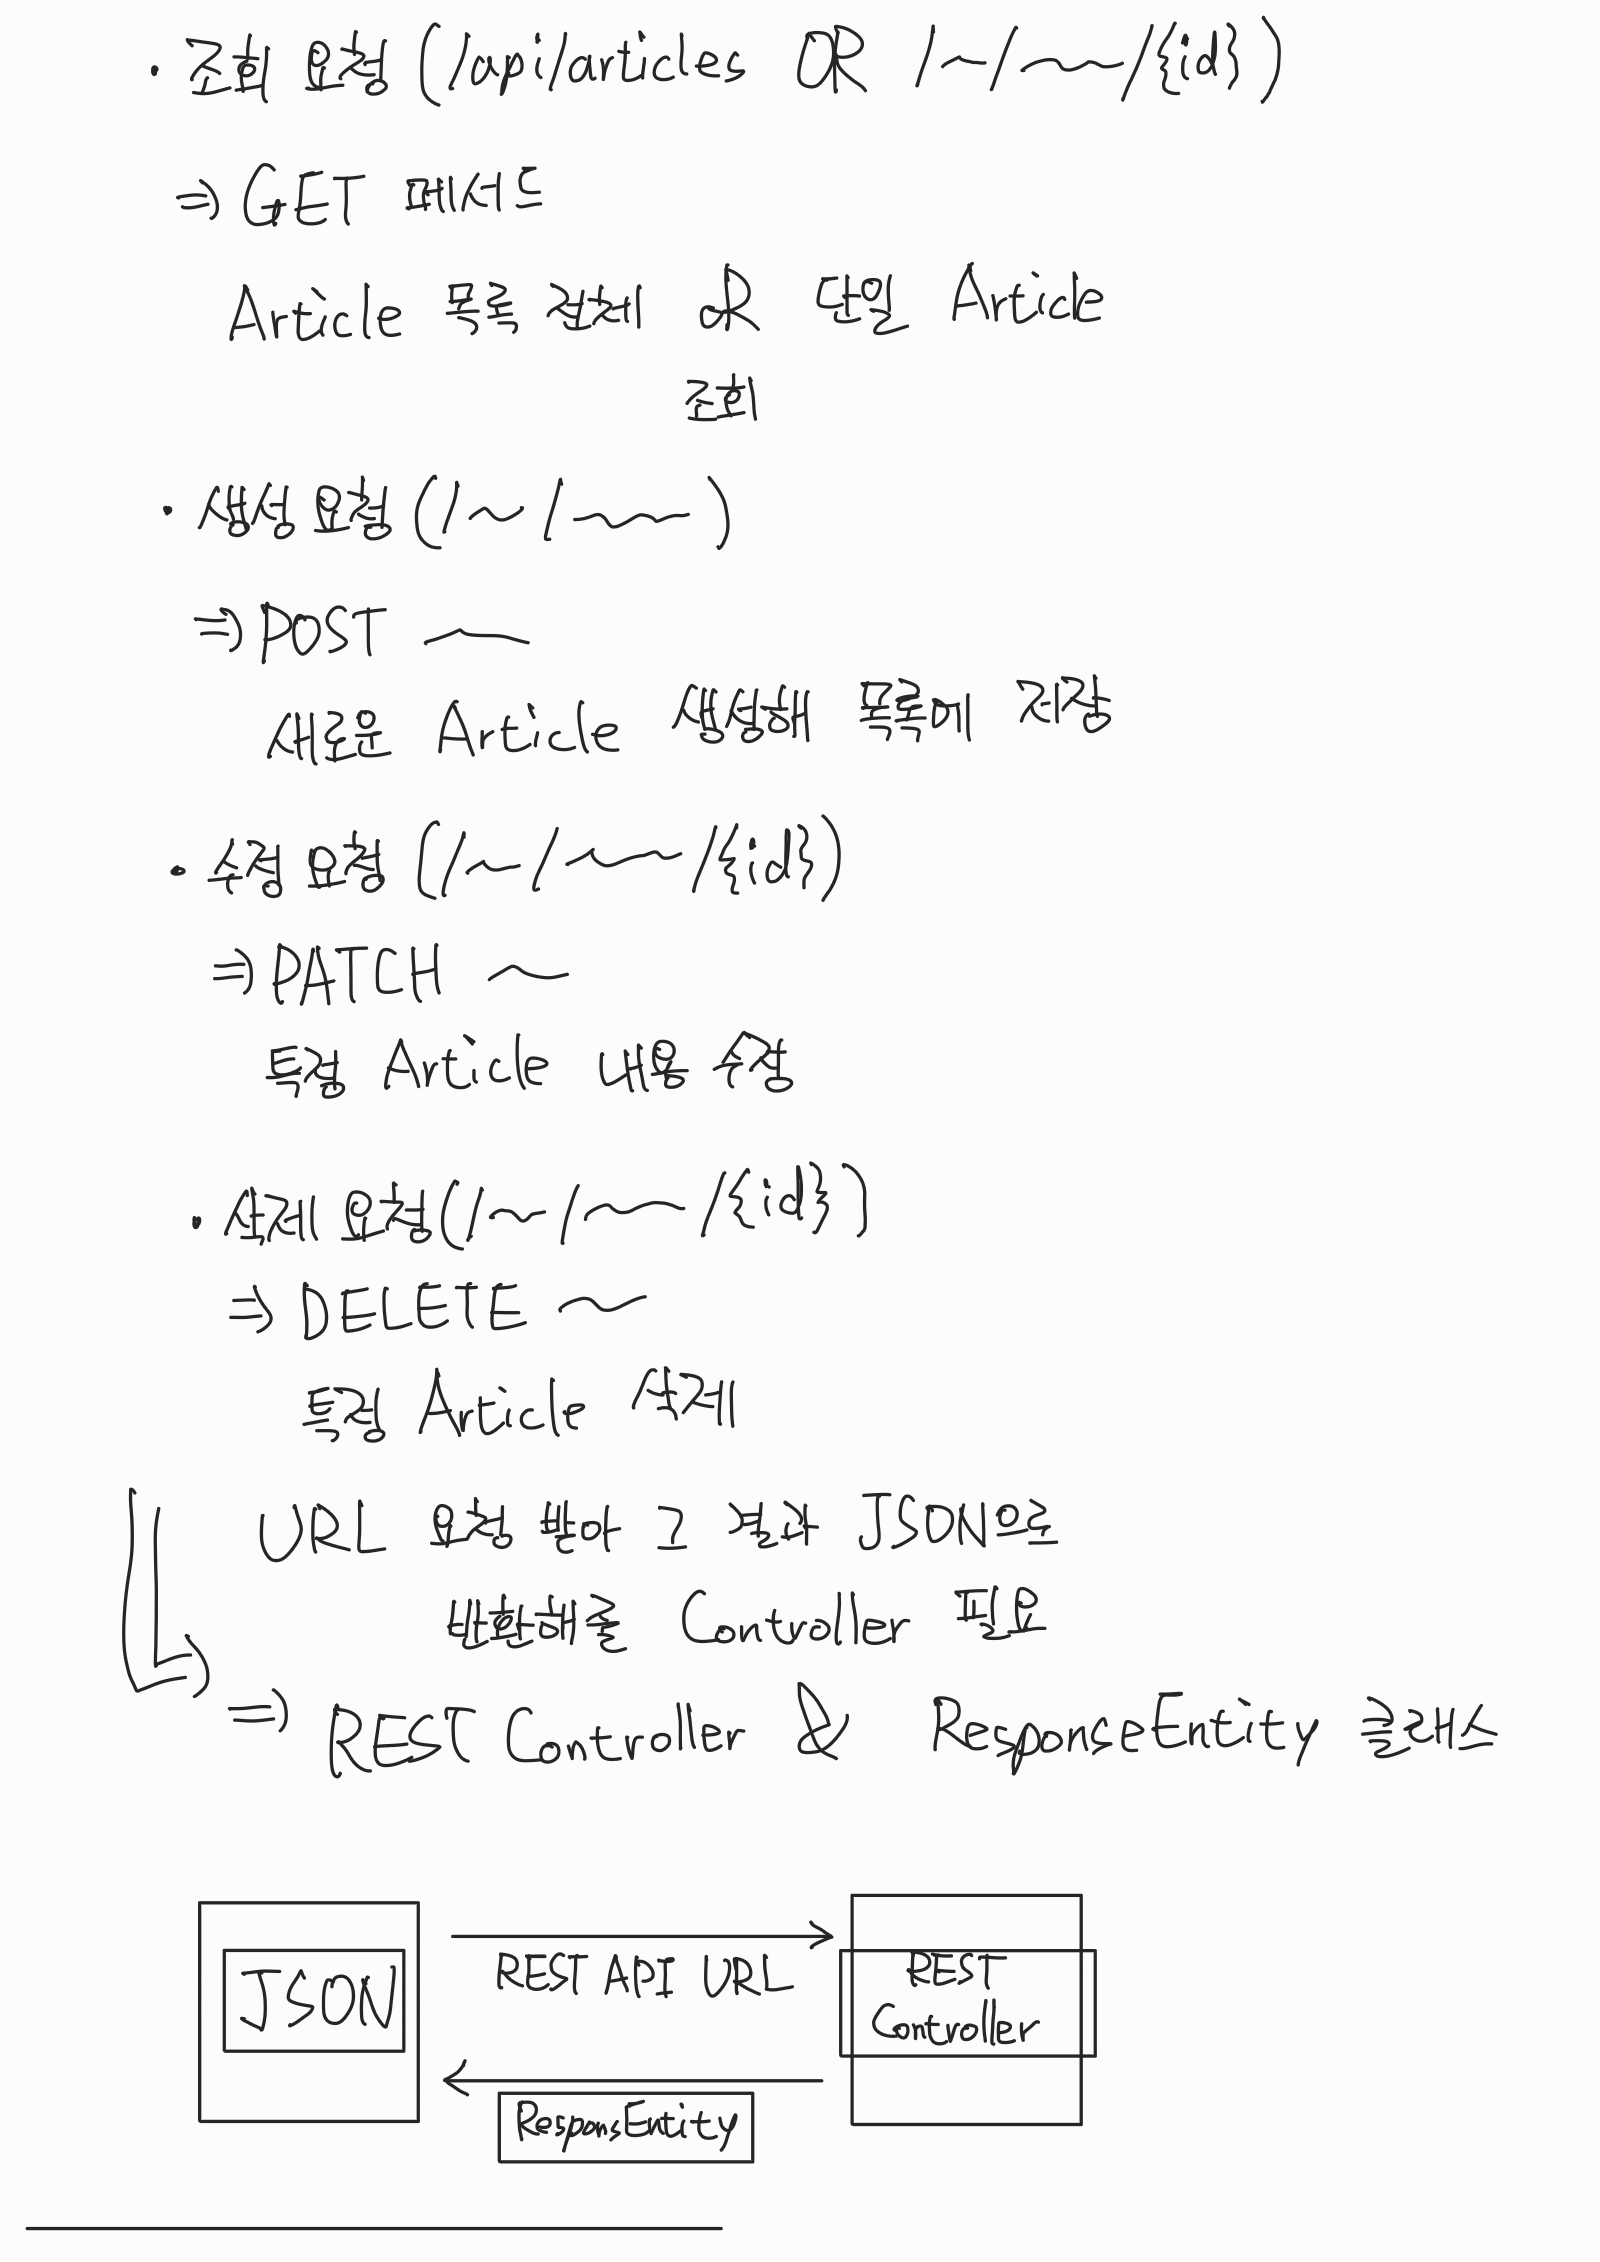 · 조회 요청 (/api/articles OR /~/~/{id})
⇒ GET 메서드
Article 목록 전체 OR 단일 Article
조회
· 생성 요청 (/~/~)
⇒ POST ~
새로운 Article 생성해 목록에 저장
· 수정 요청 (/~/~/{id})
⇒ PATCH ~
특정 Article 내용 수정
· 삭제 요청(/~/~/{id})
⇒ DELETE ~
특정 Article 삭제
URL 요청 받아 그 결과 JSON으로
반환해줄 Controller 필요
⇒ REST Controller & ResponseEntity 클래스
JSON
REST API URL
REST
Controller
ResponsEntity